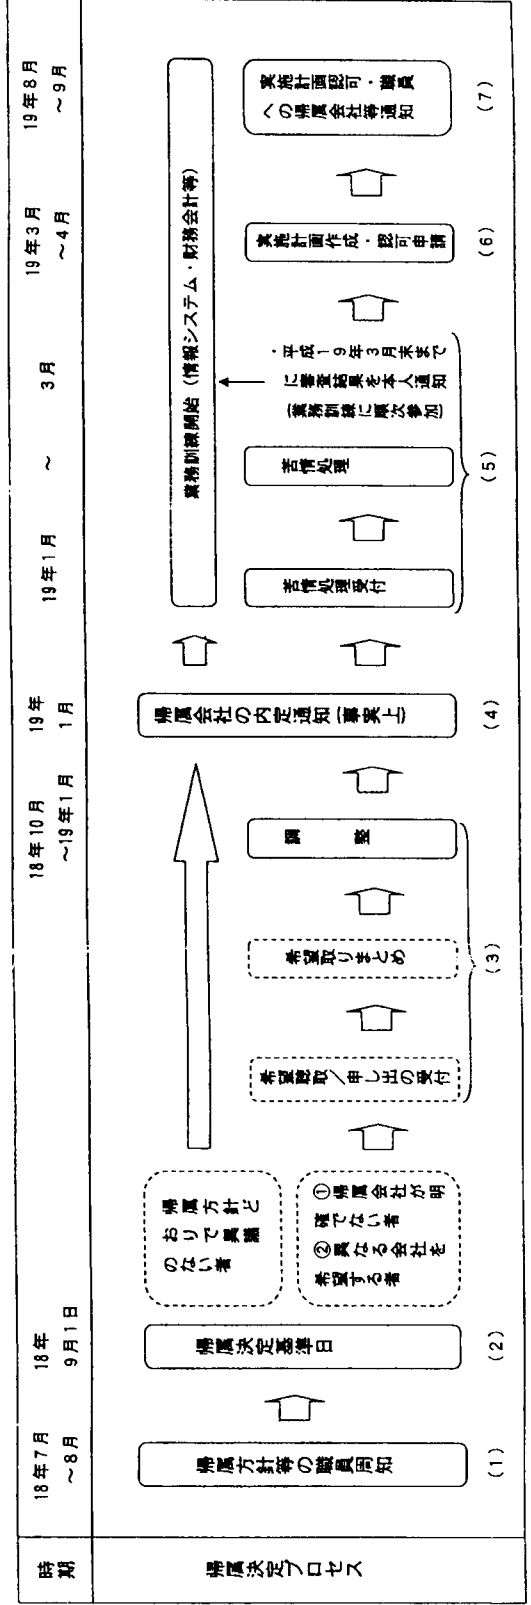 時期
18年7月
～8月
18年
9月1日
18年10月
～19年1月
19年
1月
19年1月
～
3月
19年3月
～4月
19年8月
～9月
帰属決定プロセス
帰属方針等の職員周知
(1)
帰属決定基準日
(2)
帰属方針ど
おりで異議
のない者
①帰属会社が明
確でない者
②異なる会社を
希望する者
希望聴取／申し出の受付
希望取りまとめ
調整
(3)
帰属会社の内定通知(事実上)
(4)
業務訓練開始(情報システム・財務会計等)
苦情処理受付
苦情処理
・平成19年3月末まで
に審査結果を本人通知
(業務訓練に順次参加)
(5)
実施計画作成・認可申請
(6)
実施計画認可・職員
への帰属会社等通知
(7)